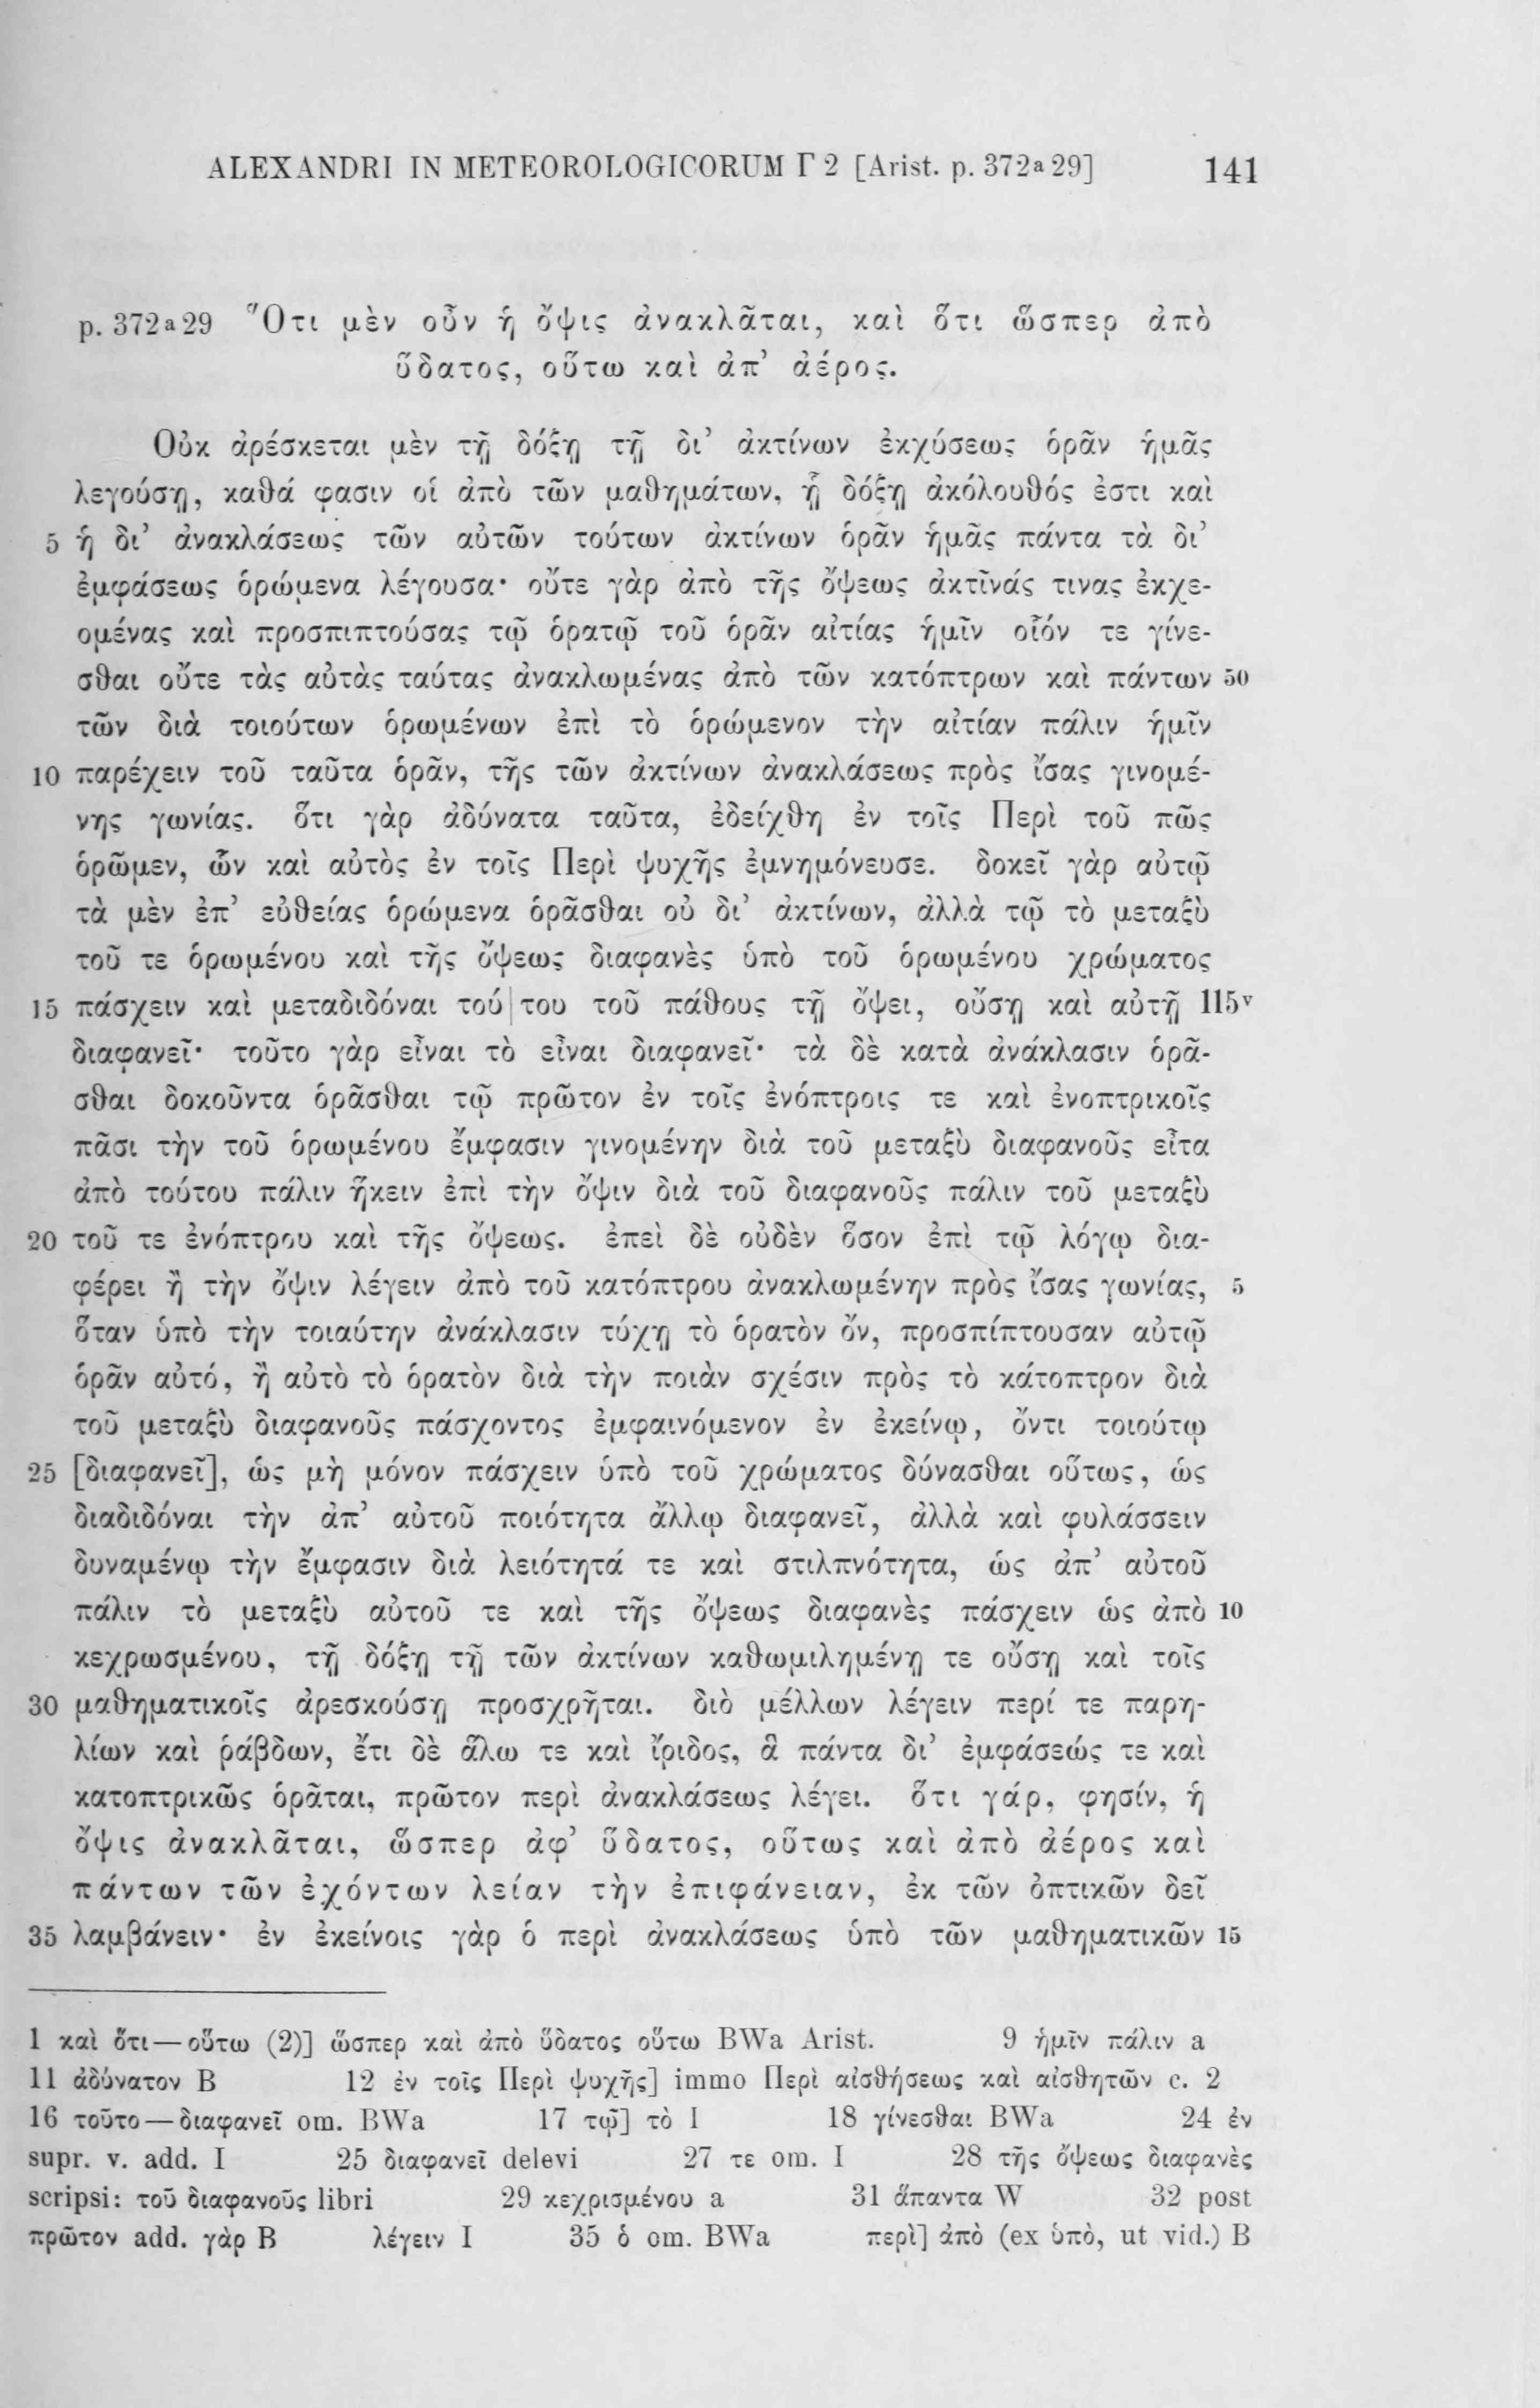 ALEXANDRI IN METEOROLOGICORUM Γ 2 [Arist. p. 372a29] 141
p. 372a29 Ὅτι μὲν οὖν ἡ ὄψις ἀνακλᾶται, καὶ ὅτι ὥσπερ ἀπὸ
ὕδατος, οὕτω καὶ ἀπ’ ἀέρος.
Οὐκ ἀρέσκεται μὲν τῇ δόξῃ τῇ δι’ ἀκτίνων ἐκχύσεως ὁρᾶν ἡμᾶς
λεγούσῃ, καθά φασιν οἱ ἀπὸ τῶν μαθημάτων, ᾗ δόξῃ ἀκόλουθός ἐστι καὶ
5 ἡ δι’ ἀνακλάσεως τῶν αὐτῶν τούτων ἀκτίνων ὁρᾶν ἡμᾶς πάντα τὰ δι’
ἐμφάσεως ὁρώμενα λέγουσα· οὔτε γὰρ ἀπὸ τῆς ὄψεως ἀκτῖνάς τινας ἐκχε-
ομένας καὶ προσπιπτούσας τῷ ὁρατῷ τοῦ ὁρᾶν αἰτίας ἡμῖν οἷόν τε γίνε-
σθαι οὔτε τὰς αὐτὰς ταύτας ἀνακλωμένας ἀπὸ τῶν κατόπτρων καὶ πάντων 50
τῶν διὰ τοιούτων ὁρωμένων ἐπὶ τὸ ὁρώμενον τὴν αἰτίαν πάλιν ἡμῖν
10 παρέχειν τοῦ ταῦτα ὁρᾶν, τῆς τῶν ἀκτίνων ἀνακλάσεως πρὸς ἴσας γινομέ-
νης γωνίας. ὅτι γὰρ ἀδύνατα ταῦτα, ἐδείχθη ἐν τοῖς Περὶ τοῦ πῶς
ὁρῶμεν, ὧν καὶ αὐτὸς ἐν τοῖς Περὶ ψυχῆς ἐμνημόνευσε. δοκεῖ γὰρ αὐτῷ
τὰ μὲν ἐπ’ εὐθείας ὁρώμενα ὁρᾶσθαι οὐ δι’ ἀκτίνων, ἀλλὰ τῷ τὸ μεταξὺ
τοῦ τε ὁρωμένου καὶ τῆς ὄψεως διαφανὲς ὑπὸ τοῦ ὁρωμένου χρώματος
15 πάσχειν καὶ μεταδιδόναι τού|του τοῦ πάθους τῇ ὄψει, οὔσῃ καὶ αὐτῇ 115v
διαφανεῖ· τοῦτο γὰρ εἶναι τὸ εἶναι διαφανεῖ· τὰ δὲ κατὰ ἀνάκλασιν ὁρᾶ-
σθαι δοκοῦντα ὁρᾶσθαι τῷ πρῶτον ἐν τοῖς ἐνόπτροις τε καὶ ἐνοπτρικοῖς
πᾶσι τὴν τοῦ ὁρωμένου ἔμφασιν γινομένην διὰ τοῦ μεταξὺ διαφανοῦς εἶτα
ἀπὸ τούτου πάλιν ἥκειν ἐπὶ τὴν ὄψιν διὰ τοῦ διαφανοῦς πάλιν τοῦ μεταξὺ
20 τοῦ τε ἐνόπτρου καὶ τῆς ὄψεως. ἐπεὶ δὲ οὐδὲν ὅσον ἐπὶ τῷ λόγῳ δια-
φέρει ἢ τὴν ὄψιν λέγειν ἀπὸ τοῦ κατόπτρου ἀνακλωμένην πρὸς ἴσας γωνίας, 5
ὅταν ὑπὸ τὴν τοιαύτην ἀνάκλασιν τύχῃ τὸ ὁρατὸν ὄν, προσπίπτουσαν αὐτῷ
ὁρᾶν αὐτό, ἢ αὐτὸ τὸ ὁρατὸν διὰ τὴν ποιὰν σχέσιν πρὸς τὸ κάτοπτρον διὰ
τοῦ μεταξὺ διαφανοῦς πάσχοντος ἐμφαινόμενον ἐν ἐκείνῳ, ὄντι τοιούτῳ
25 [διαφανεῖ], ὡς μὴ μόνον πάσχειν ὑπὸ τοῦ χρώματος δύνασθαι οὕτως, ὡς
διαδιδόναι τὴν ἀπ’ αὐτοῦ ποιότητα ἄλλῳ διαφανεῖ, ἀλλὰ καὶ φυλάσσειν
δυναμένῳ τὴν ἔμφασιν διὰ λειότητά τε καὶ στιλπνότητα, ὡς ἀπ’ αὐτοῦ
πάλιν τὸ μεταξὺ αὐτοῦ τε καὶ τῆς ὄψεως διαφανὲς πάσχειν ὡς ἀπὸ 10
κεχρωσμένου, τῇ δόξῃ τῇ τῶν ἀκτίνων καθωμιλημένῃ τε οὔσῃ καὶ τοῖς
30 μαθηματικοῖς ἀρεσκούσῃ προσχρῆται. διὸ μέλλων λέγειν περί τε παρη-
λίων καὶ ῥάβδων, ἔτι δὲ ἅλω τε καὶ ἴριδος, ἃ πάντα δι’ ἐμφάσεώς τε καὶ
κατοπτρικῶς ὁρᾶται, πρῶτον περὶ ἀνακλάσεως λέγει. ὅτι γάρ, φησίν, ἡ
ὄψις ἀνακλᾶται, ὥσπερ ἀφ’ ὕδατος, οὕτως καὶ ἀπὸ ἀέρος καὶ
πάντων τῶν ἐχόντων λείαν τὴν ἐπιφάνειαν, ἐκ τῶν ὀπτικῶν δεῖ
35 λαμβάνειν· ἐν ἐκείνοις γὰρ ὁ περὶ ἀνακλάσεως ὑπὸ τῶν μαθηματικῶν 15
1 καὶ ὅτι — οὕτω (2)] ὥσπερ καὶ ἀπὸ ὕδατος οὕτω BWa Arist. 9 ἡμῖν πάλιν a
11 ἀδύνατον B 12 ἐν τοῖς Περὶ ψυχῆς] immo Περὶ αἰσθήσεως καὶ αἰσθητῶν c. 2
16 τοῦτο — διαφανεῖ om. BWa 17 τῷ] τὸ I 18 γίνεσθαι BWa 24 ἐν
supr. v. add. I 25 διαφανεῖ delevi 27 τε om. I 28 τῆς ὄψεως διαφανὲς
scripsi: τοῦ διαφανοῦς libri 29 κεχρισμένου a 31 ἅπαντα W 32 post
πρῶτον add. γὰρ B λέγειν I 35 ὁ om. BWa περὶ] ἀπὸ (ex ὑπὸ, ut vid.) B